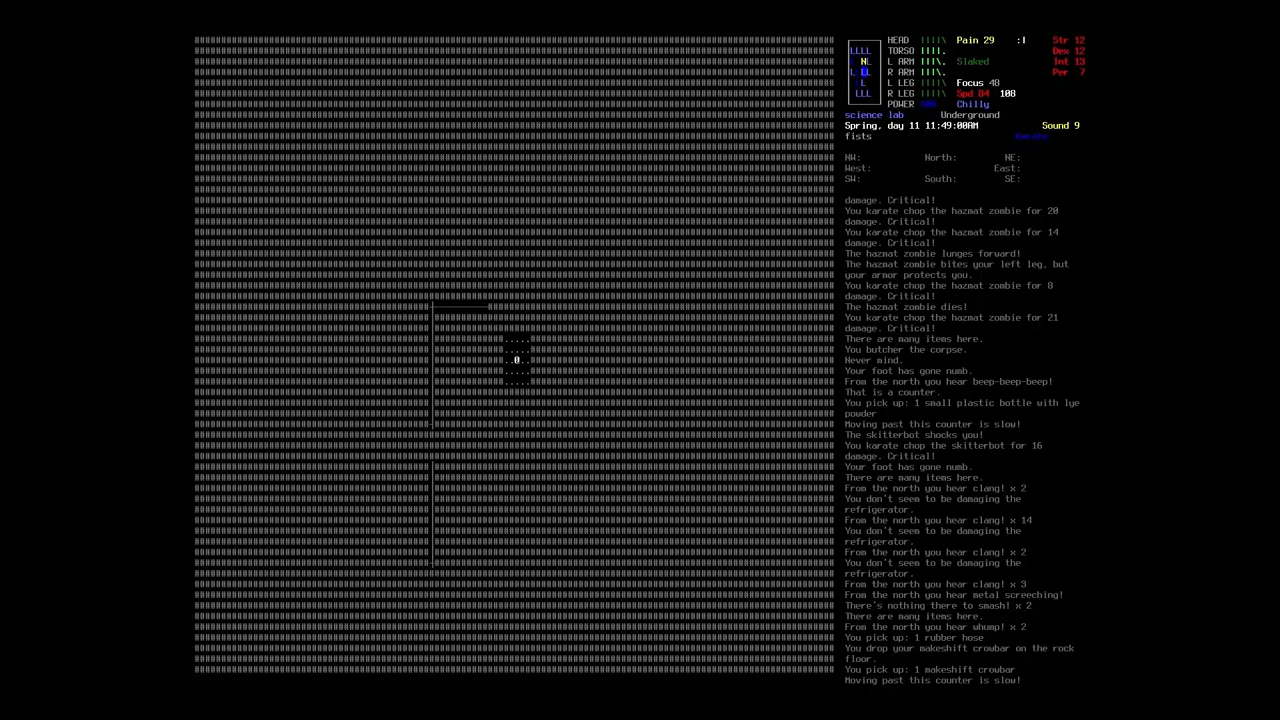 HEAD ||||\ Pain 29 :|  Str 12
LLLL TORSO ||||. Dex 12
NL L ARM |||\. Slaked Int 13
L LL R ARM |||\. Per 7
L L LEG ||||\ Focus 48
LLL R LEG ||||\ Spd 84 108
POWER Chilly
science lab Underground
Spring, day 11 11:49:00AM Sound 9
fists
NW: North: NE:
West: East:
SW: South: SE:
damage. Critical!
You karate chop the hazmat zombie for 20
damage. Critical!
You karate chop the hazmat zombie for 14
damage. Critical!
The hazmat zombie lunges forward!
The hazmat zombie bites your left leg, but
your armor protects you.
You karate chop the hazmat zombie for 8
damage. Critical!
The hazmat zombie dies!
You karate chop the hazmat zombie for 21
damage. Critical!
There are many items here.
You butcher the corpse.
Never mind.
Your foot has gone numb.
From the north you hear beep-beep-beep!
That is a counter.
You pick up: 1 small plastic bottle with lye
powder
Moving past this counter is slow!
The skitterbot shocks you!
You karate chop the skitterbot for 16
damage. Critical!
Your foot has gone numb.
There are many items here.
From the north you hear clang! x 2
You don't seem to be damaging the
refrigerator.
From the north you hear clang! x 14
You don't seem to be damaging the
refrigerator.
From the north you hear clang! x 2
You don't seem to be damaging the
refrigerator.
From the north you hear clang! x 3
From the north you hear metal screeching!
There's nothing there to smash! x 2
There are many items here.
From the north you hear whump! x 2
You pick up: 1 rubber hose
You drop your makeshift crowbar on the rock
floor.
You pick up: 1 makeshift crowbar
Moving past this counter is slow!